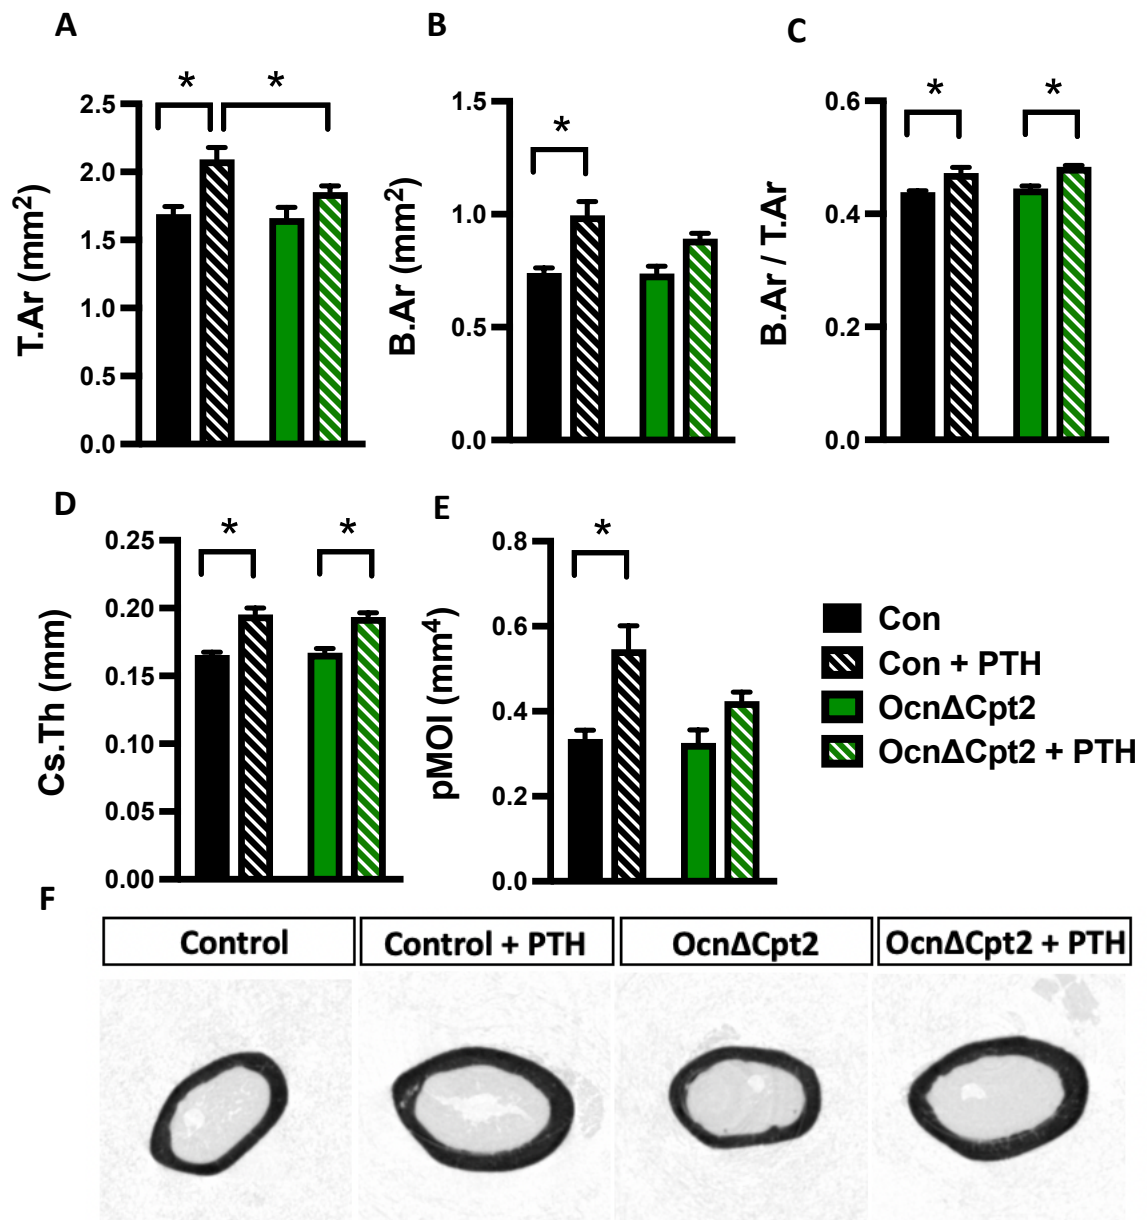 A
B
C
* *
2.5
2.0
1.5
1.0
0.5
0.0
T.Ar (mm²)
*
1.5
1.0
0.5
0.0
B.Ar (mm²)
* *
0.6
0.4
0.2
0.0
B.Ar / T.Ar
D
E
* *
0.25
0.20
0.15
0.10
0.05
0.00
Cs.Th (mm)
*
0.8
0.6
0.4
0.2
0.0
pMOI (mm⁴)
Con
Con + PTH
OcnΔCpt2
OcnΔCpt2 + PTH
F
Control
Control + PTH
OcnΔCpt2
OcnΔCpt2 + PTH